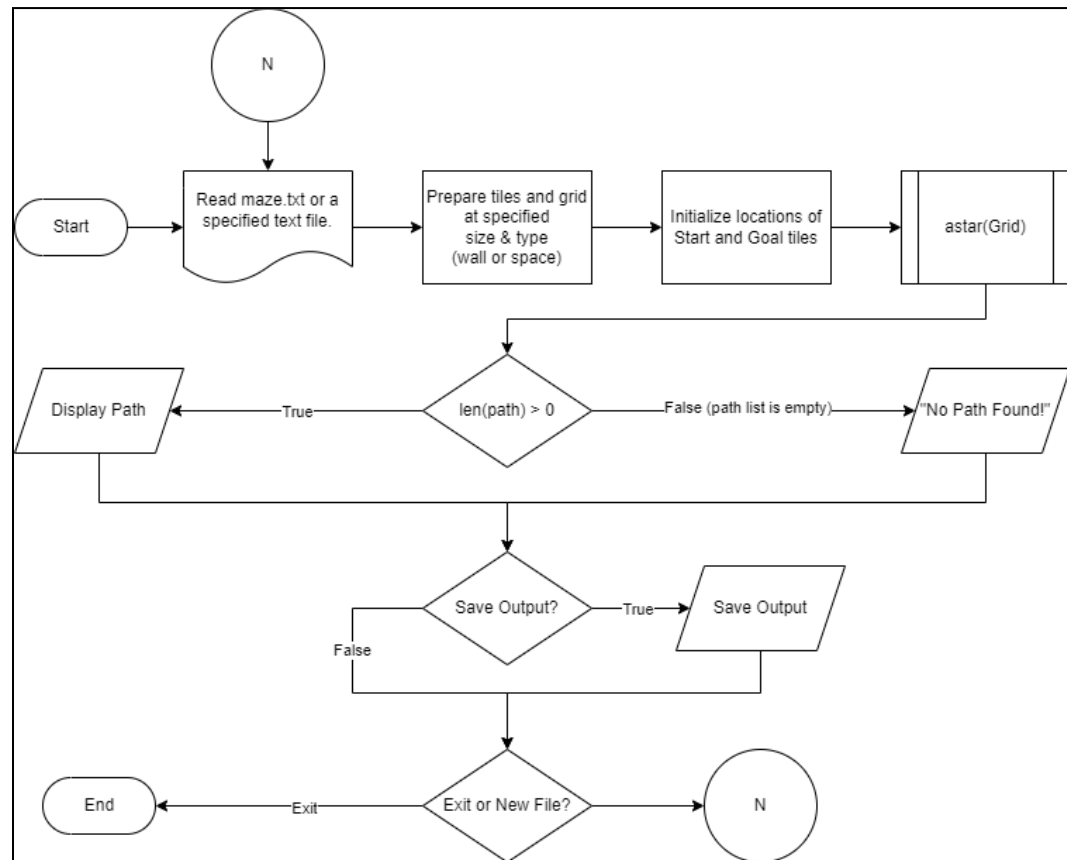 N
Start
Read maze.txt or a
specified text file.
Prepare tiles and grid
at specified
size & type
(wall or space)
Initialize locations of
Start and Goal tiles
astar(Grid)
Display Path
True
len(path) > 0
False (path list is empty)
"No Path Found!"
Save Output?
True
Save Output
False
End
Exit
Exit or New File?
N